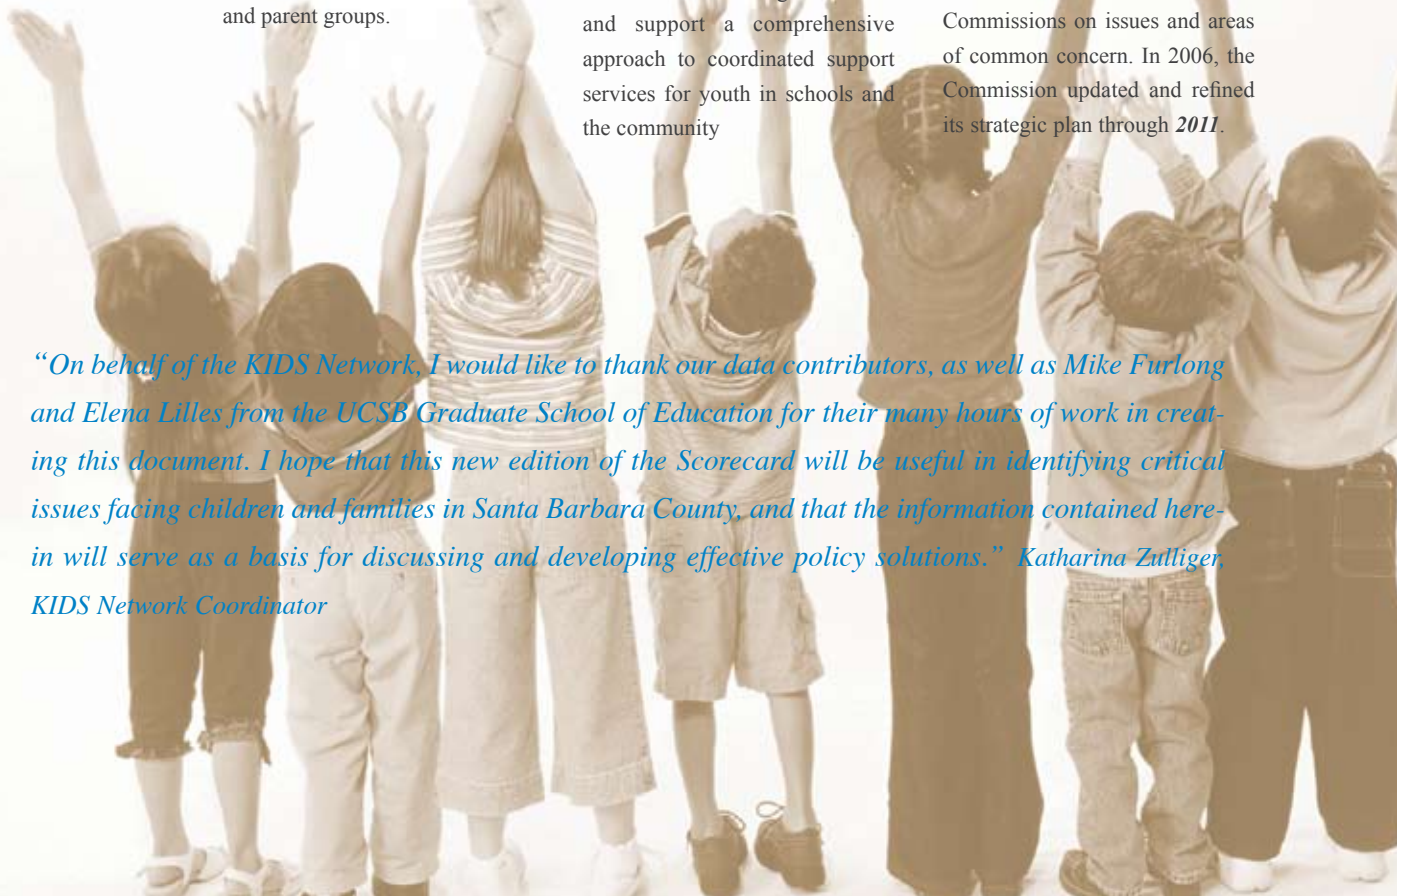 and parent groups.
and support a comprehensive
approach to coordinated support
services for youth in schools and
the community
Commissions on issues and areas
of common concern. In 2006, the
Commission updated and refined
its strategic plan through 2011.
“On behalf of the KIDS Network, I would like to thank our data contributors, as well as Mike Furlong
and Elena Lilles from the UCSB Graduate School of Education for their many hours of work in creat-
ing this document. I hope that this new edition of the Scorecard will be useful in identifying critical
issues facing children and families in Santa Barbara County, and that the information contained here-
in will serve as a basis for discussing and developing effective policy solutions.” Katharina Zulliger,
KIDS Network Coordinator